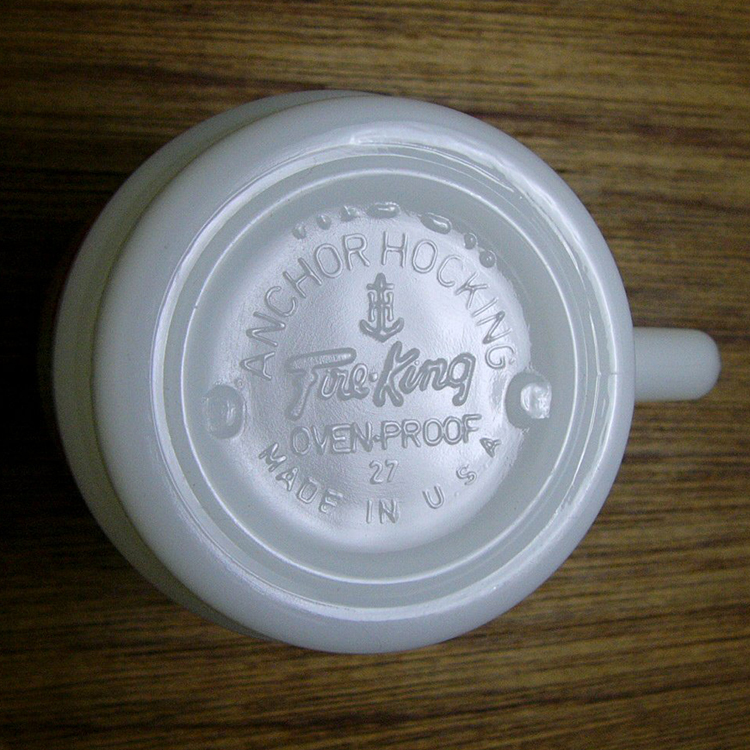 ANCHOR HOCKING
Fire-King
OVEN-PROOF
27
MADE IN U.S.A